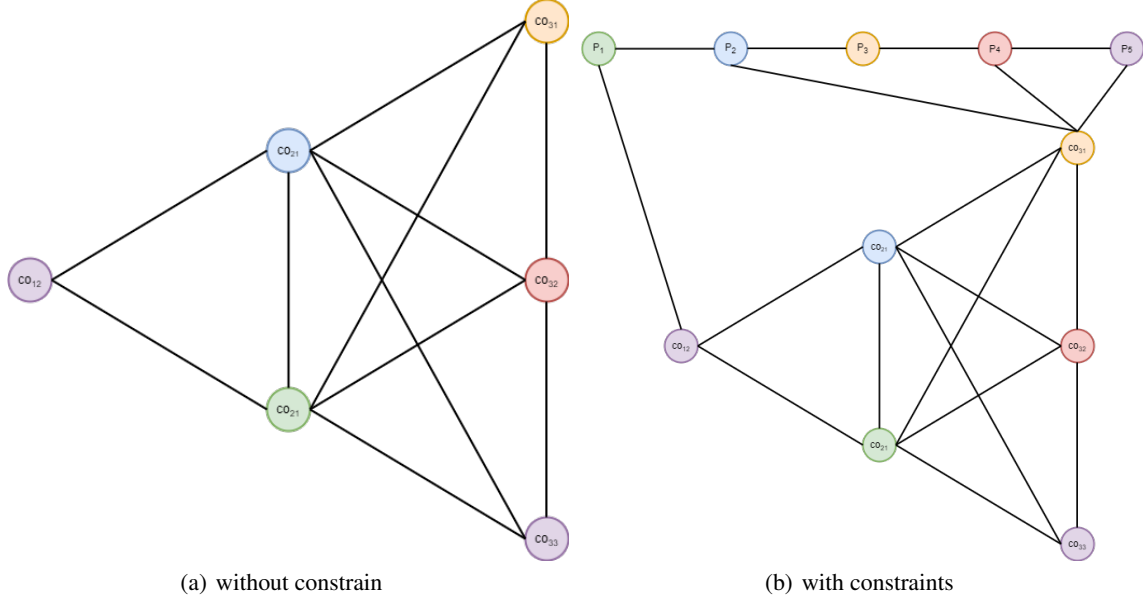 co₃₁
co₂₁
co₁₂
co₃₂
co₂₁
co₃₃
(a) without constrain
P₁ P₂ P₃ P₄ P₅
co₃₁
co₂₁
co₁₂
co₃₂
co₂₁
co₃₃
(b) with constraints